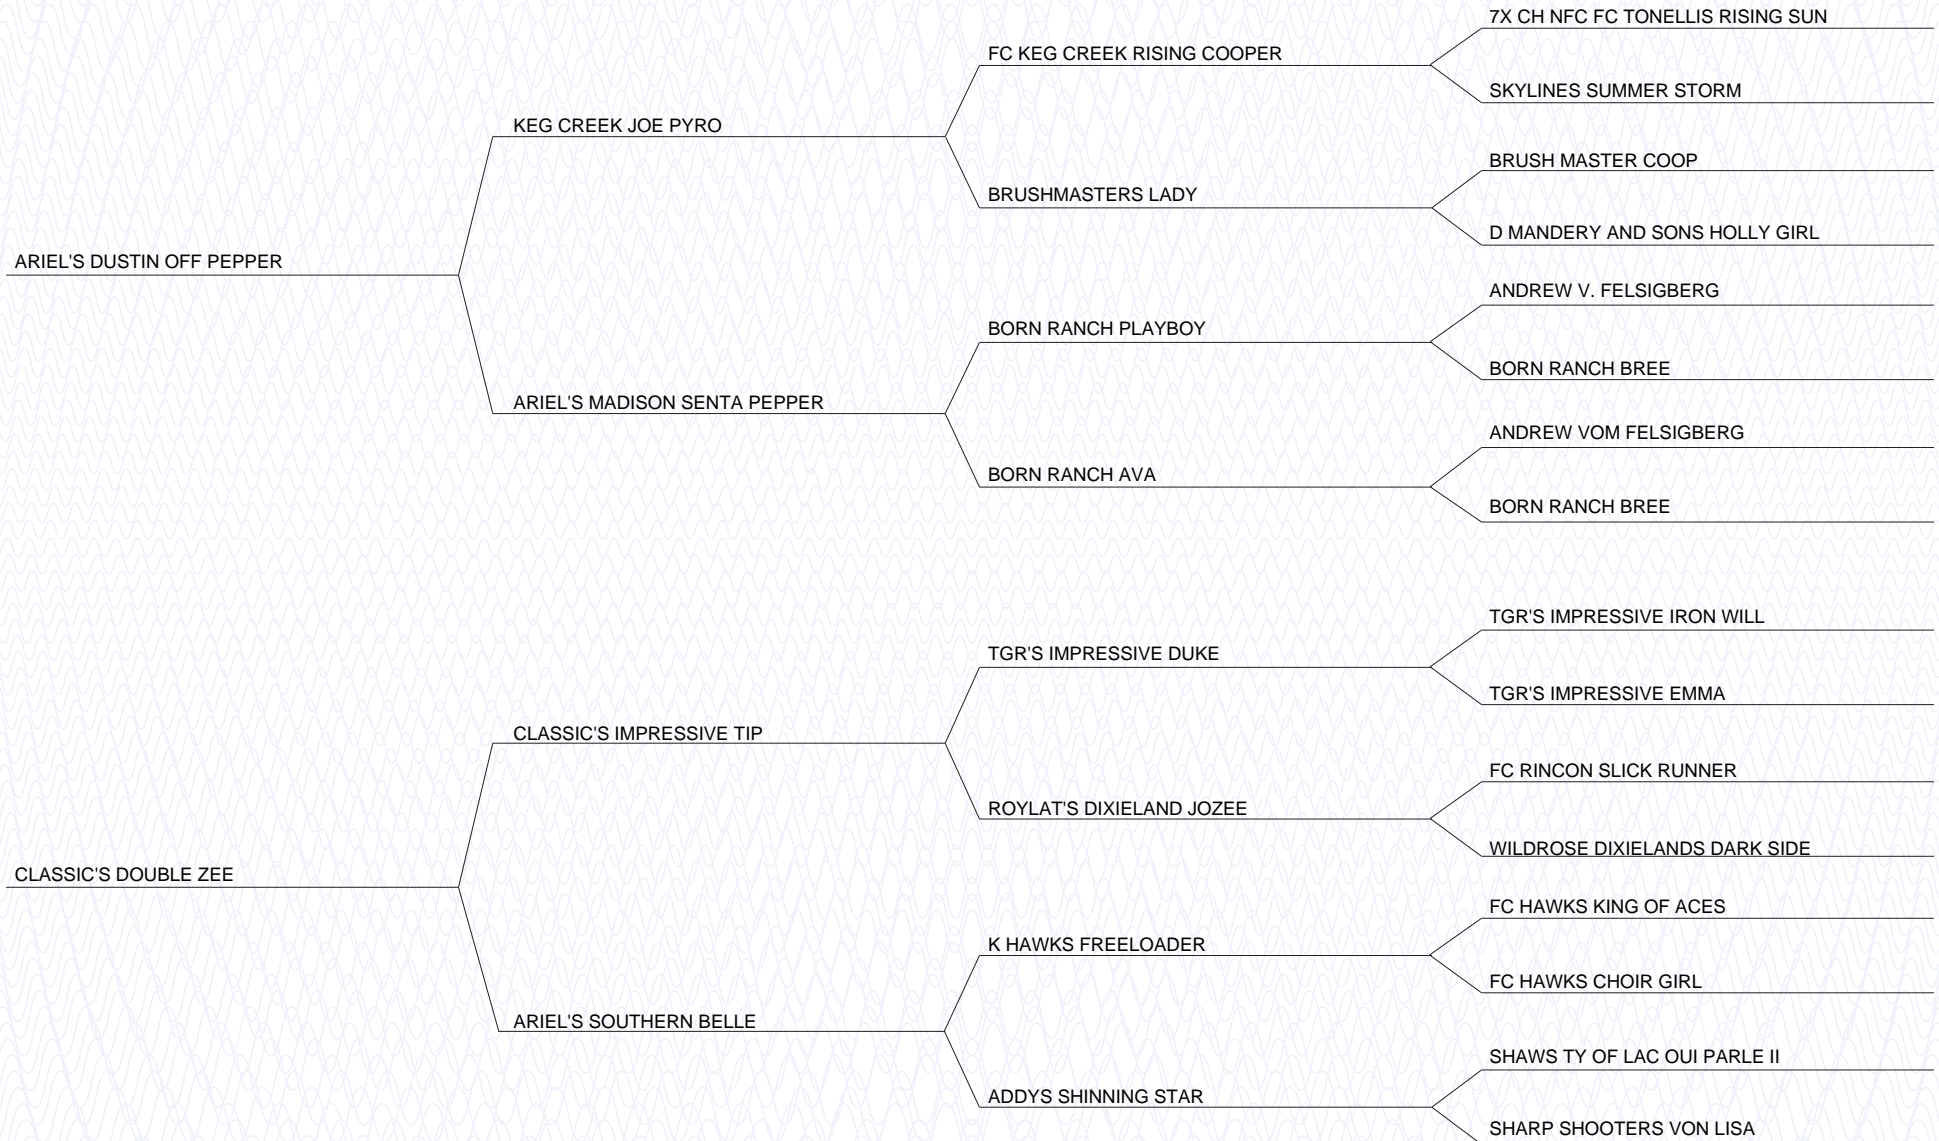 7X CH NFC FC TONELLIS RISING SUN
FC KEG CREEK RISING COOPER
SKYLINES SUMMER STORM
KEG CREEK JOE PYRO
BRUSH MASTER COOP
BRUSHMASTERS LADY
D MANDERY AND SONS HOLLY GIRL
ARIEL'S DUSTIN OFF PEPPER
ANDREW V. FELSIGBERG
BORN RANCH PLAYBOY
BORN RANCH BREE
ARIEL'S MADISON SENTA PEPPER
ANDREW VOM FELSIGBERG
BORN RANCH AVA
BORN RANCH BREE
TGR'S IMPRESSIVE IRON WILL
TGR'S IMPRESSIVE DUKE
TGR'S IMPRESSIVE EMMA
CLASSIC'S IMPRESSIVE TIP
FC RINCON SLICK RUNNER
ROYLAT'S DIXIELAND JOZEE
WILDROSE DIXIELANDS DARK SIDE
CLASSIC'S DOUBLE ZEE
FC HAWKS KING OF ACES
K HAWKS FREELOADER
FC HAWKS CHOIR GIRL
ARIEL'S SOUTHERN BELLE
SHAWS TY OF LAC OUI PARLE II
ADDYS SHINNING STAR
SHARP SHOOTERS VON LISA